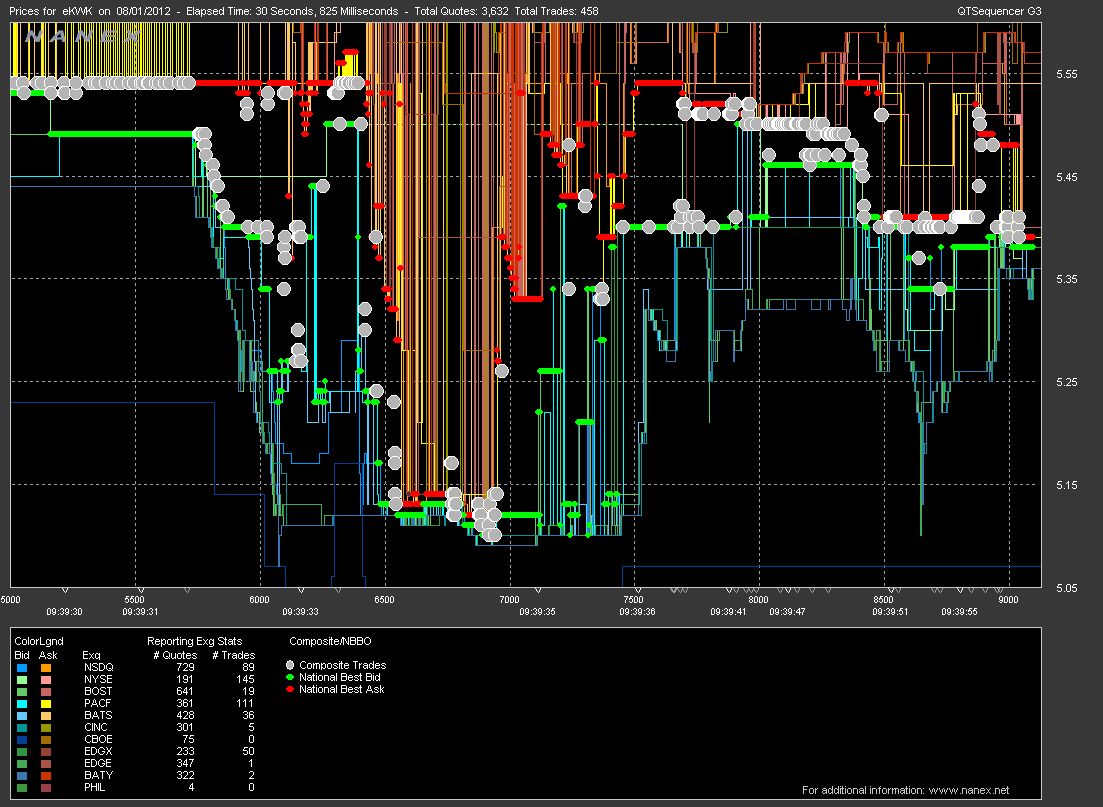 Prices for eKWK on 08/01/2012 - Elapsed Time: 30 Seconds, 825 Milliseconds - Total Quotes: 3,632 Total Trades: 458 QTSequencer G3
NANEX
5.55
5.45
5.35
5.25
5.15
5.05
5000 5500 6000 6500 7000 7500 8000 8500 9000
09:39:30 09:39:31 09:39:33 09:39:35 09:39:36 09:39:41 09:39:47 09:39:51 09:39:55
ColorLgnd Reporting Exg Stats Composite/NBBO
Bid Ask Exq # Quotes # Trades
NSDQ 729 89
NYSE 191 145
BOST 641 19
PACF 361 111
BATS 428 36
CINC 301 5
CBOE 75 0
EDGX 233 50
EDGE 347 1
BATY 322 2
PHIL 4 0
Composite Trades
National Best Bid
National Best Ask
For additional information: www.nanex.net